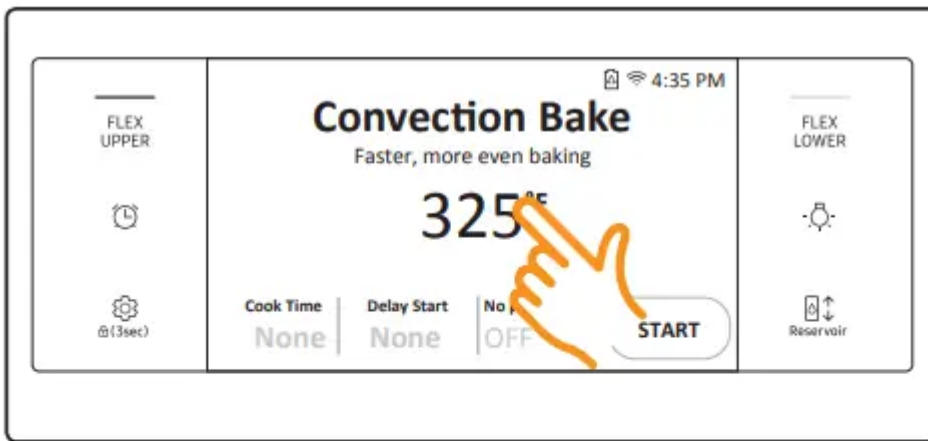 4:35 PM
FLEX
UPPER
Convection Bake
FLEX
LOWER
Faster, more even baking
325°F
Cook Time
Delay Start
No
None
None
OFF
START
(3sec)
Reservoir